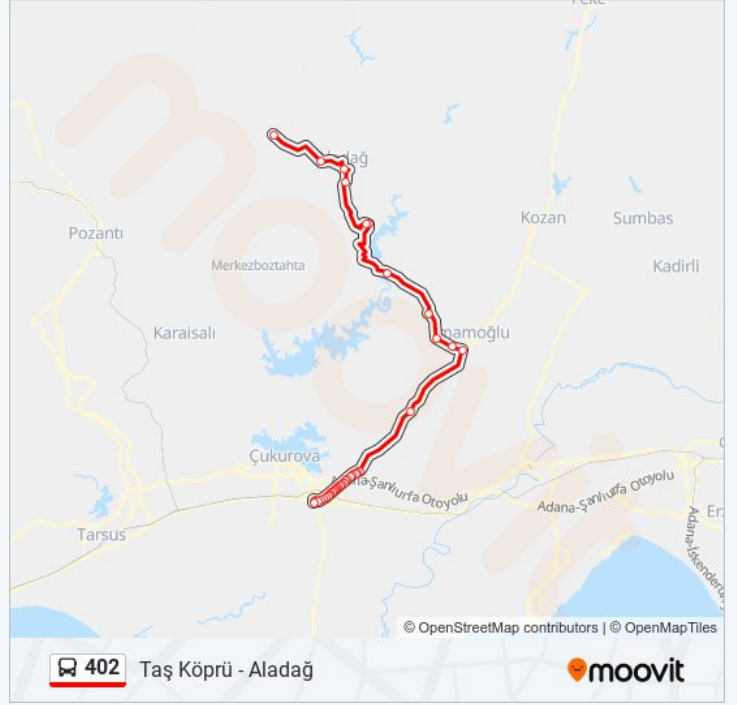 Feke
Aladağ
Kozan
Sumbas
Pozantı
Merkezboztahta
Kadirli
Karaisalı
İmamoğlu
Çukurova
Adana-Şanlıurfa Otoyolu
Adana-Şanlıurfa Otoyolu
Tarsus
Adana-İskenderun
© OpenStreetMap contributors | © OpenMapTiles
402 Taş Köprü - Aladağ
moovit
moovit